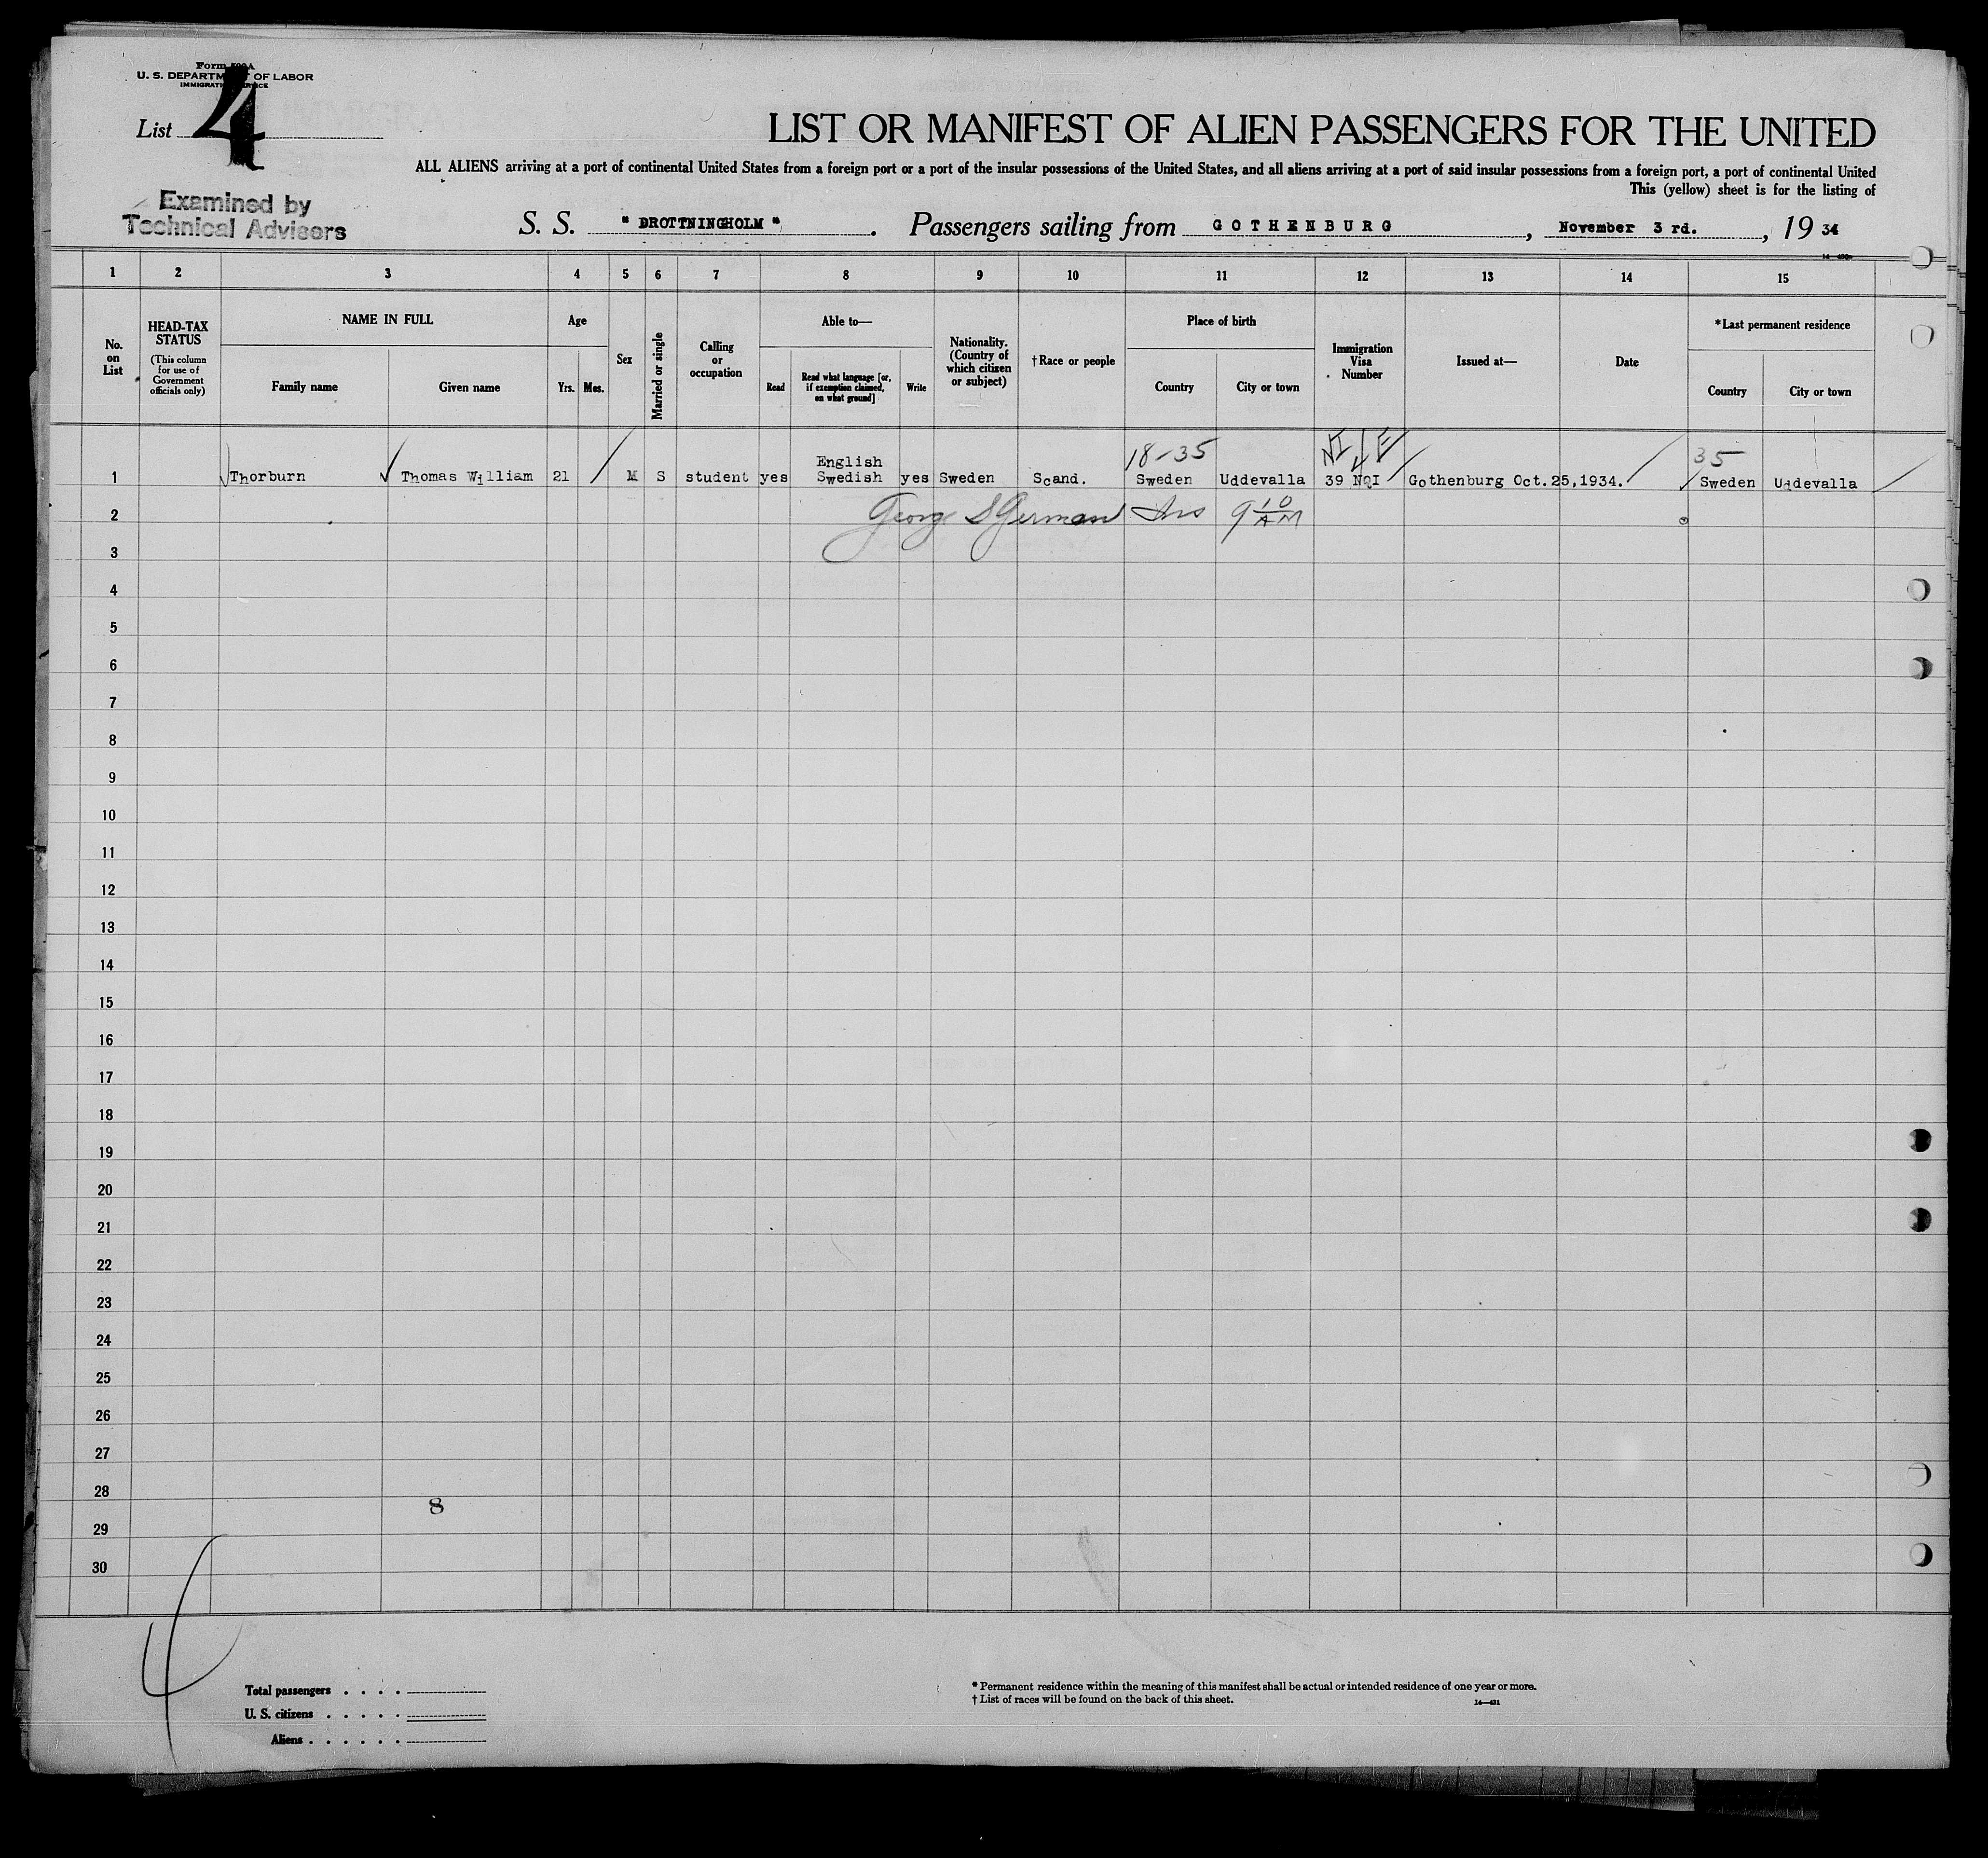 Form 500A
U. S. DEPARTMENT OF LABOR
IMMIGRATION SERVICE
List 4
LIST OR MANIFEST OF ALIEN PASSENGERS FOR THE UNITED
ALL ALIENS arriving at a port of continental United States from a foreign port or a port of the insular possessions of the United States, and all aliens arriving at a port of said insular possessions from a foreign port, a port of continental United
This (yellow) sheet is for the listing of
Examined by
Technical Advisers
S. S. "DROTTNINGHOLM". Passengers sailing from GOTHENBURG, November 3 rd., 19 34
1 2 3 4 5 6 7 8 9 10 11 12 13 14 15
No. on List
HEAD-TAX STATUS
(This column for use of Government officials only)
NAME IN FULL
Family name Given name
Age
Yrs. Mos.
Sex
Married or single
Calling or occupation
Able to—
Read
Read what language [or, if exemption claimed, on what ground]
Write
Nationality. (Country of which citizen or subject)
†Race or people
Place of birth
Country City or town
Immigration Visa Number
Issued at—
Date
*Last permanent residence
Country City or town
18-35 35
English
1 Thorburn Thomas William 21 M S student yes Swedish yes Sweden Scand. Sweden Uddevalla 39 NQI Gothenburg Oct.25,1934. Sweden Uddevalla
2 George S German Ins 9 10 AM
3
4
5
6
7
8
9
10
11
12
13
14
15
16
17
18
19
20
21
22
23
24
25
26
27
28
8
29
30
Total passengers . . . .
U. S. citizens . . . . .
Aliens . . . . . .
* Permanent residence within the meaning of this manifest shall be actual or intended residence of one year or more.
† List of races will be found on the back of this sheet.
14—431